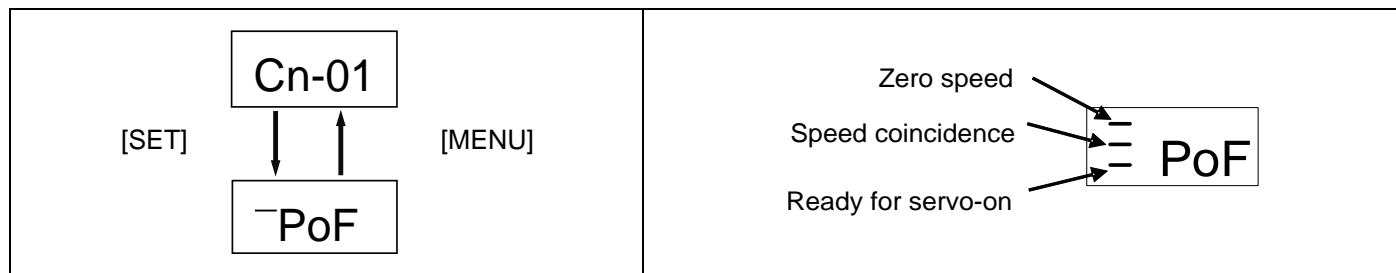 Cn-01
[SET]
[MENU]
¯PoF
Zero speed
Speed coincidence
PoF
Ready for servo-on